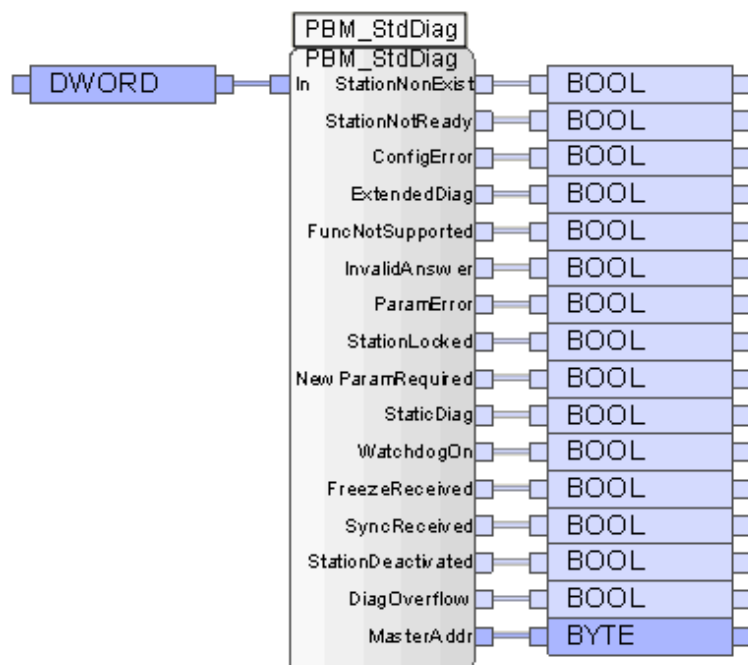 PBM_StdDiag
PBM_StdDiag
DWORD In StationNonExist BOOL
StationNotReady BOOL
ConfigError BOOL
ExtendedDiag BOOL
FuncNotSupported BOOL
InvalidAnswer BOOL
ParamError BOOL
StationLocked BOOL
NewParamRequired BOOL
StaticDiag BOOL
WatchdogOn BOOL
FreezeReceived BOOL
SyncReceived BOOL
StationDeactivated BOOL
DiagOverflow BOOL
MasterAddr BYTE